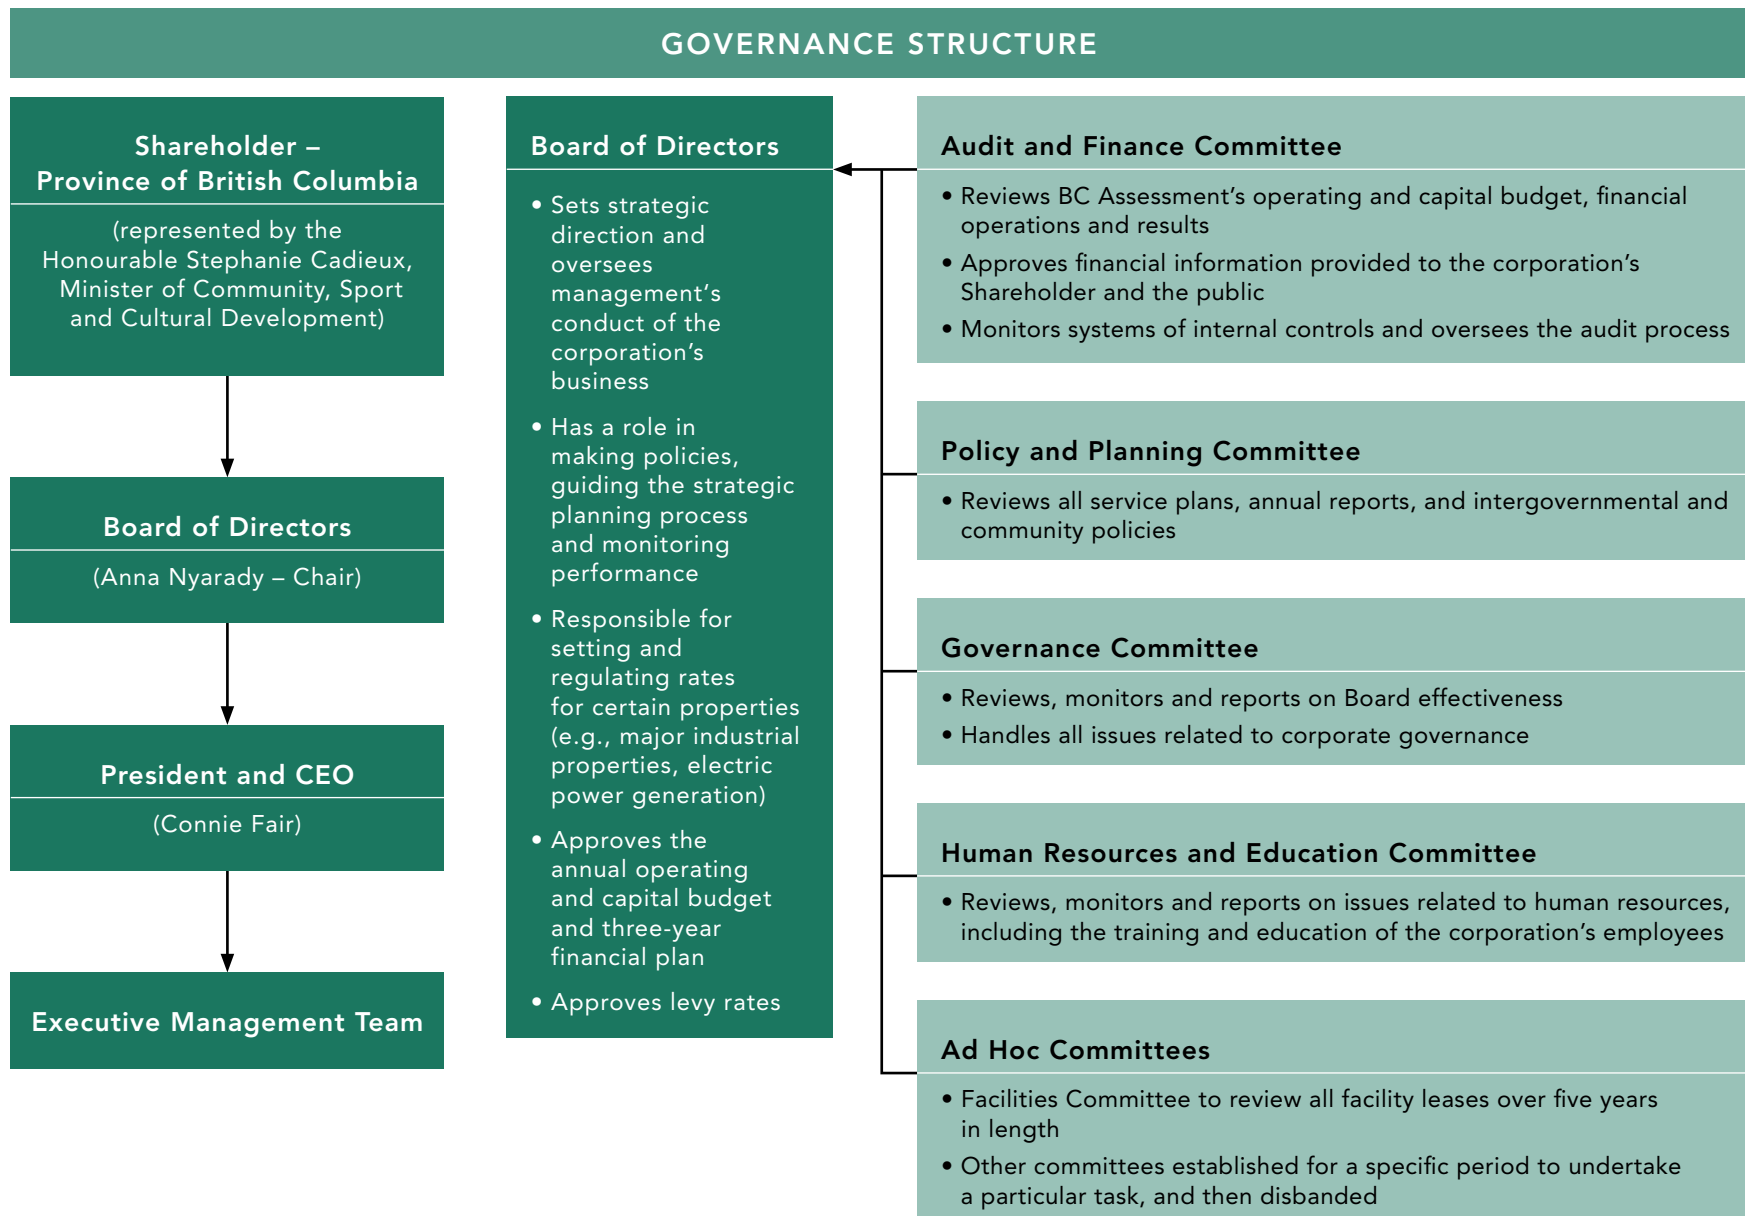 GOVERNANCE STRUCTURE
Shareholder –
Province of British Columbia
(represented by the
Honourable Stephanie Cadieux,
Minister of Community, Sport
and Cultural Development)
Board of Directors
(Anna Nyarady – Chair)
President and CEO
(Connie Fair)
Executive Management Team
Board of Directors
• Sets strategic
direction and
oversees
management‘s
conduct of the
corporation’s
business
• Has a role in
making policies,
guiding the strategic
planning process
and monitoring
performance
• Responsible for
setting and
regulating rates
for certain properties
(e.g., major industrial
properties, electric
power generation)
• Approves the
annual operating
and capital budget
and three-year
financial plan
• Approves levy rates
Audit and Finance Committee
• Reviews BC Assessment’s operating and capital budget, financial
operations and results
• Approves financial information provided to the corporation’s
Shareholder and the public
• Monitors systems of internal controls and oversees the audit process
Policy and Planning Committee
• Reviews all service plans, annual reports, and intergovernmental and
community policies
Governance Committee
• Reviews, monitors and reports on Board effectiveness
• Handles all issues related to corporate governance
Human Resources and Education Committee
• Reviews, monitors and reports on issues related to human resources,
including the training and education of the corporation’s employees
Ad Hoc Committees
• Facilities Committee to review all facility leases over five years
in length
• Other committees established for a specific period to undertake
a particular task, and then disbanded